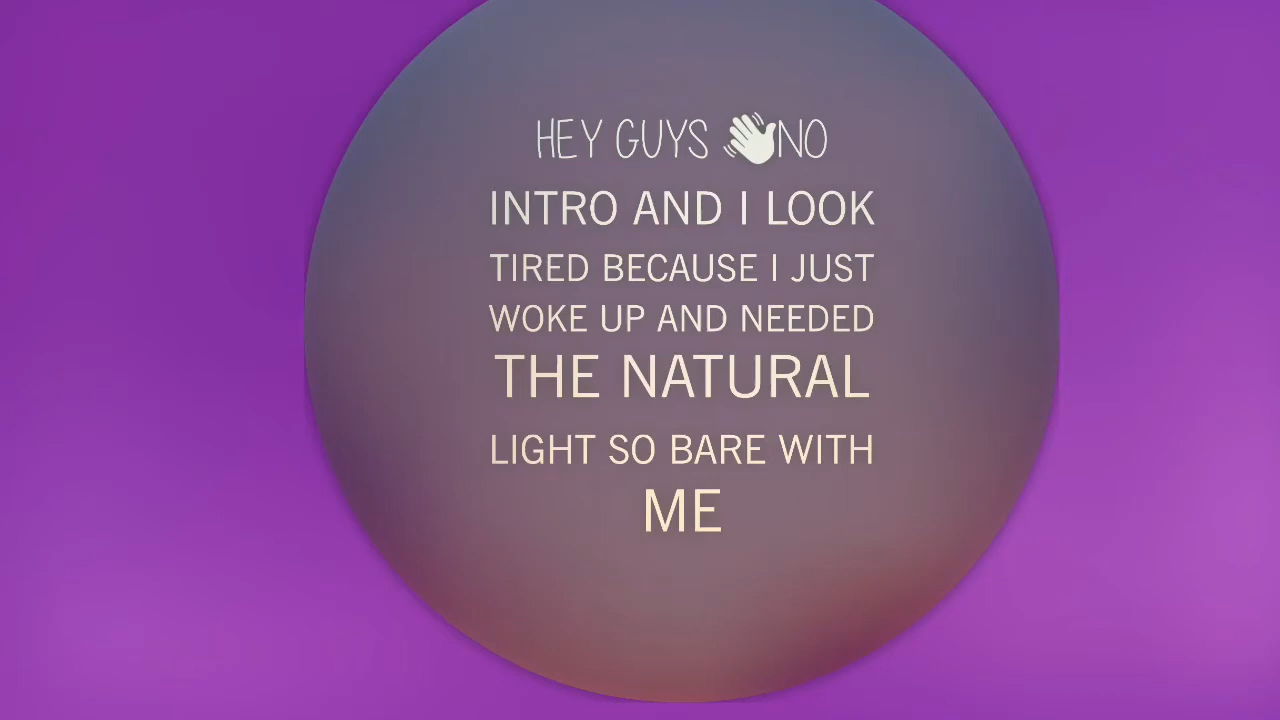 HEY GUYS 👋NO
INTRO AND I LOOK
TIRED BECAUSE I JUST
WOKE UP AND NEEDED
THE NATURAL
LIGHT SO BARE WITH
ME